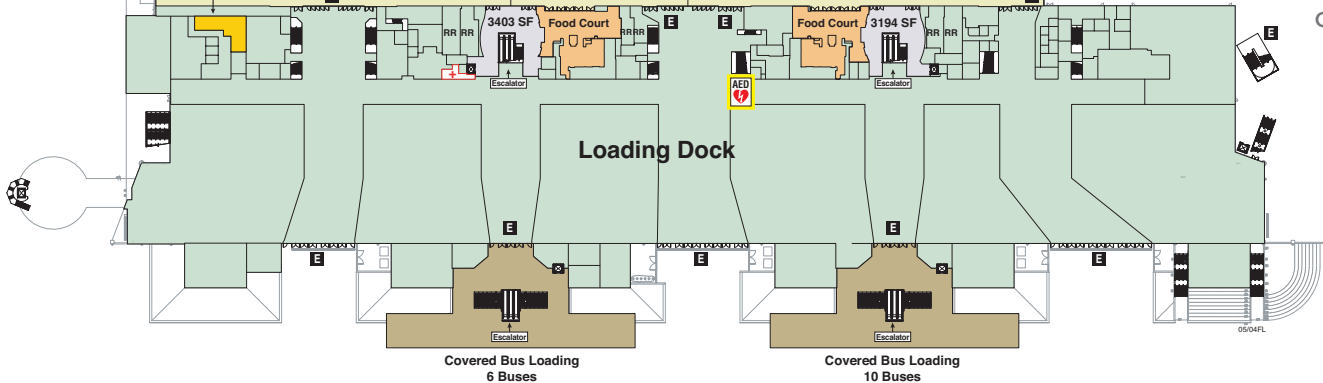 E
E
3403 SF
Food Court
Food Court
3194 SF
RR
RR
RR
RR
RR
RR
E
Escalator
AED
Escalator
Loading Dock
E
E
E
E
E
05/04FL
Escalator
Escalator
Covered Bus Loading
6 Buses
Covered Bus Loading
10 Buses